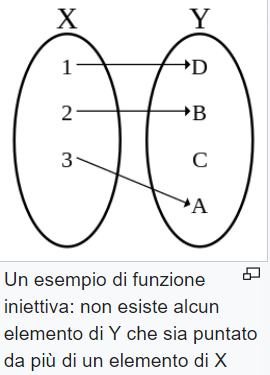 X Y
1 D
2 B
3 C
A
Un esempio di funzione
iniettiva: non esiste alcun
elemento di Y che sia puntato
da più di un elemento di X